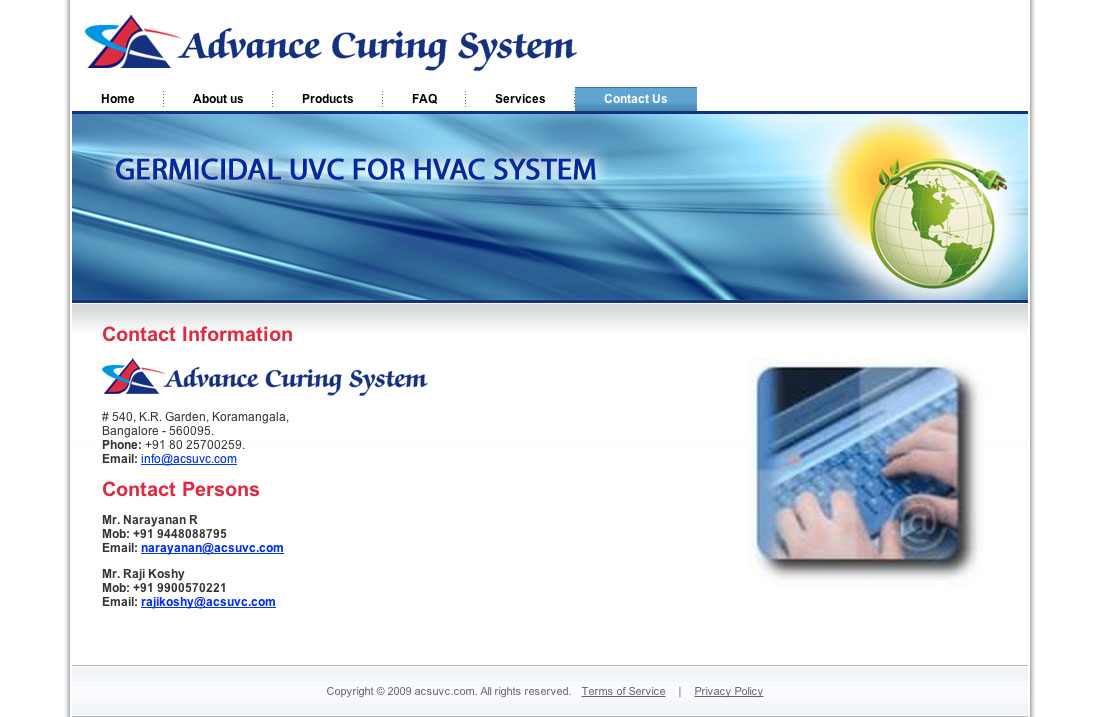 Advance Curing System
Home
About us
Products
FAQ
Services
Contact Us
GERMICIDAL UVC FOR HVAC SYSTEM
Contact Information
Advance Curing System
# 540, K.R. Garden, Koramangala,
Bangalore - 560095.
Phone: +91 80 25700259.
Email: info@acsuvc.com
Contact Persons
Mr. Narayanan R
Mob: +91 9448088795
Email: narayanan@acsuvc.com
Mr. Raji Koshy
Mob: +91 9900570221
Email: rajikoshy@acsuvc.com
@
Copyright © 2009 acsuvc.com. All rights reserved. Terms of Service | Privacy Policy